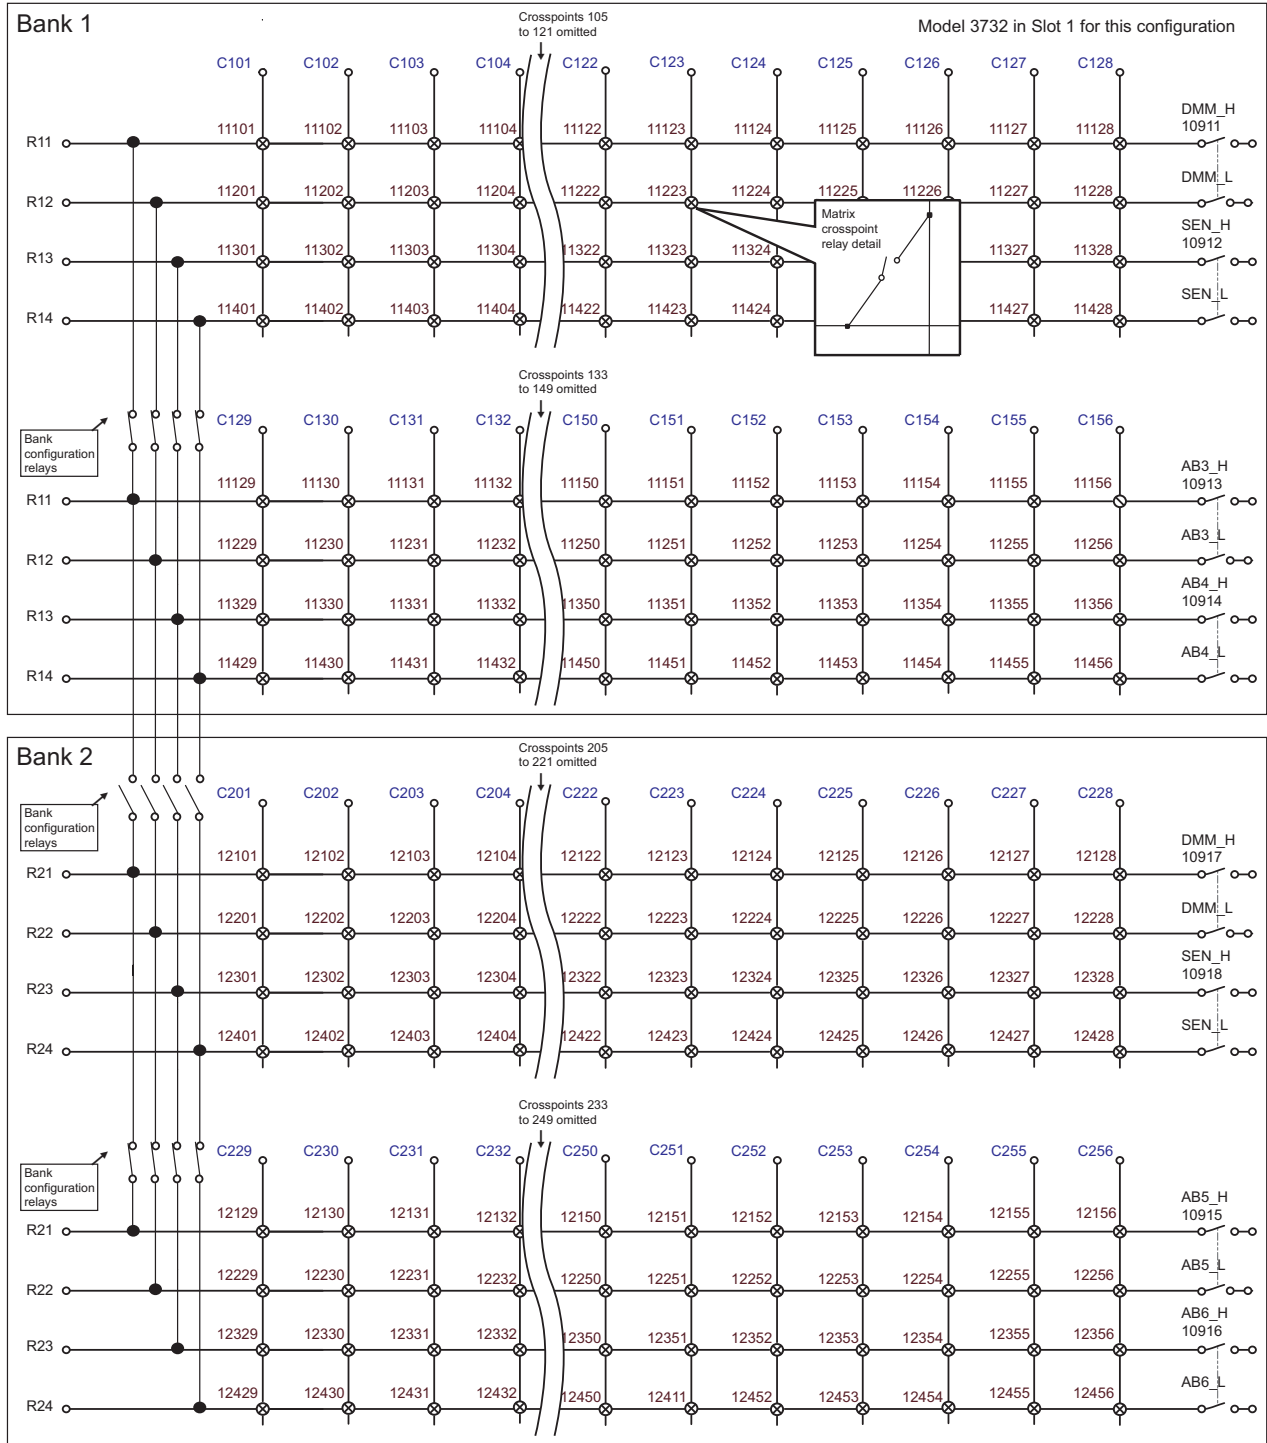 Bank 1
Crosspoints 105
to 121 omitted
Model 3732 in Slot 1 for this configuration
C101 C102 C103 C104 C122 C123 C124 C125 C126 C127 C128
DMM_H
10911
R11 11101 11102 11103 11104 11122 11123 11124 11125 11126 11127 11128
DMM_L
R12 11201 11202 11203 11204 11222 11223 11224 11225 11226 11227 11228
Matrix
crosspoint
relay detail
SEN_H
10912
R13 11301 11302 11303 11304 11322 11323 11324 11327 11328
SEN_L
R14 11401 11402 11403 11404 11422 11423 11424 11427 11428
Crosspoints 133
to 149 omitted
Bank
configuration
relays
C129 C130 C131 C132 C150 C151 C152 C153 C154 C155 C156
AB3_H
10913
R11 11129 11130 11131 11132 11150 11151 11152 11153 11154 11155 11156
AB3_L
R12 11229 11230 11231 11232 11250 11251 11252 11253 11254 11255 11256
AB4_H
10914
R13 11329 11330 11331 11332 11350 11351 11352 11353 11354 11355 11356
AB4_L
R14 11429 11430 11431 11432 11450 11451 11452 11453 11454 11455 11456
Bank 2
Crosspoints 205
to 221 omitted
Bank
configuration
relays
C201 C202 C203 C204 C222 C223 C224 C225 C226 C227 C228
DMM_H
10917
R21 12101 12102 12103 12104 12122 12123 12124 12125 12126 12127 12128
DMM_L
R22 12201 12202 12203 12204 12222 12223 12224 12225 12226 12227 12228
SEN_H
10918
R23 12301 12302 12303 12304 12322 12323 12324 12325 12326 12327 12328
SEN_L
R24 12401 12402 12403 12404 12422 12423 12424 12425 12426 12427 12428
Crosspoints 233
to 249 omitted
Bank
configuration
relays
C229 C230 C231 C232 C250 C251 C252 C253 C254 C255 C256
AB5_H
10915
R21 12129 12130 12131 12132 12150 12151 12152 12153 12154 12155 12156
AB5_L
R22 12229 12230 12231 12232 12250 12251 12252 12253 12254 12255 12256
AB6_H
10916
R23 12329 12330 12331 12332 12350 12351 12352 12353 12354 12355 12356
AB6_L
R24 12429 12430 12431 12432 12450 12411 12452 12453 12454 12455 12456